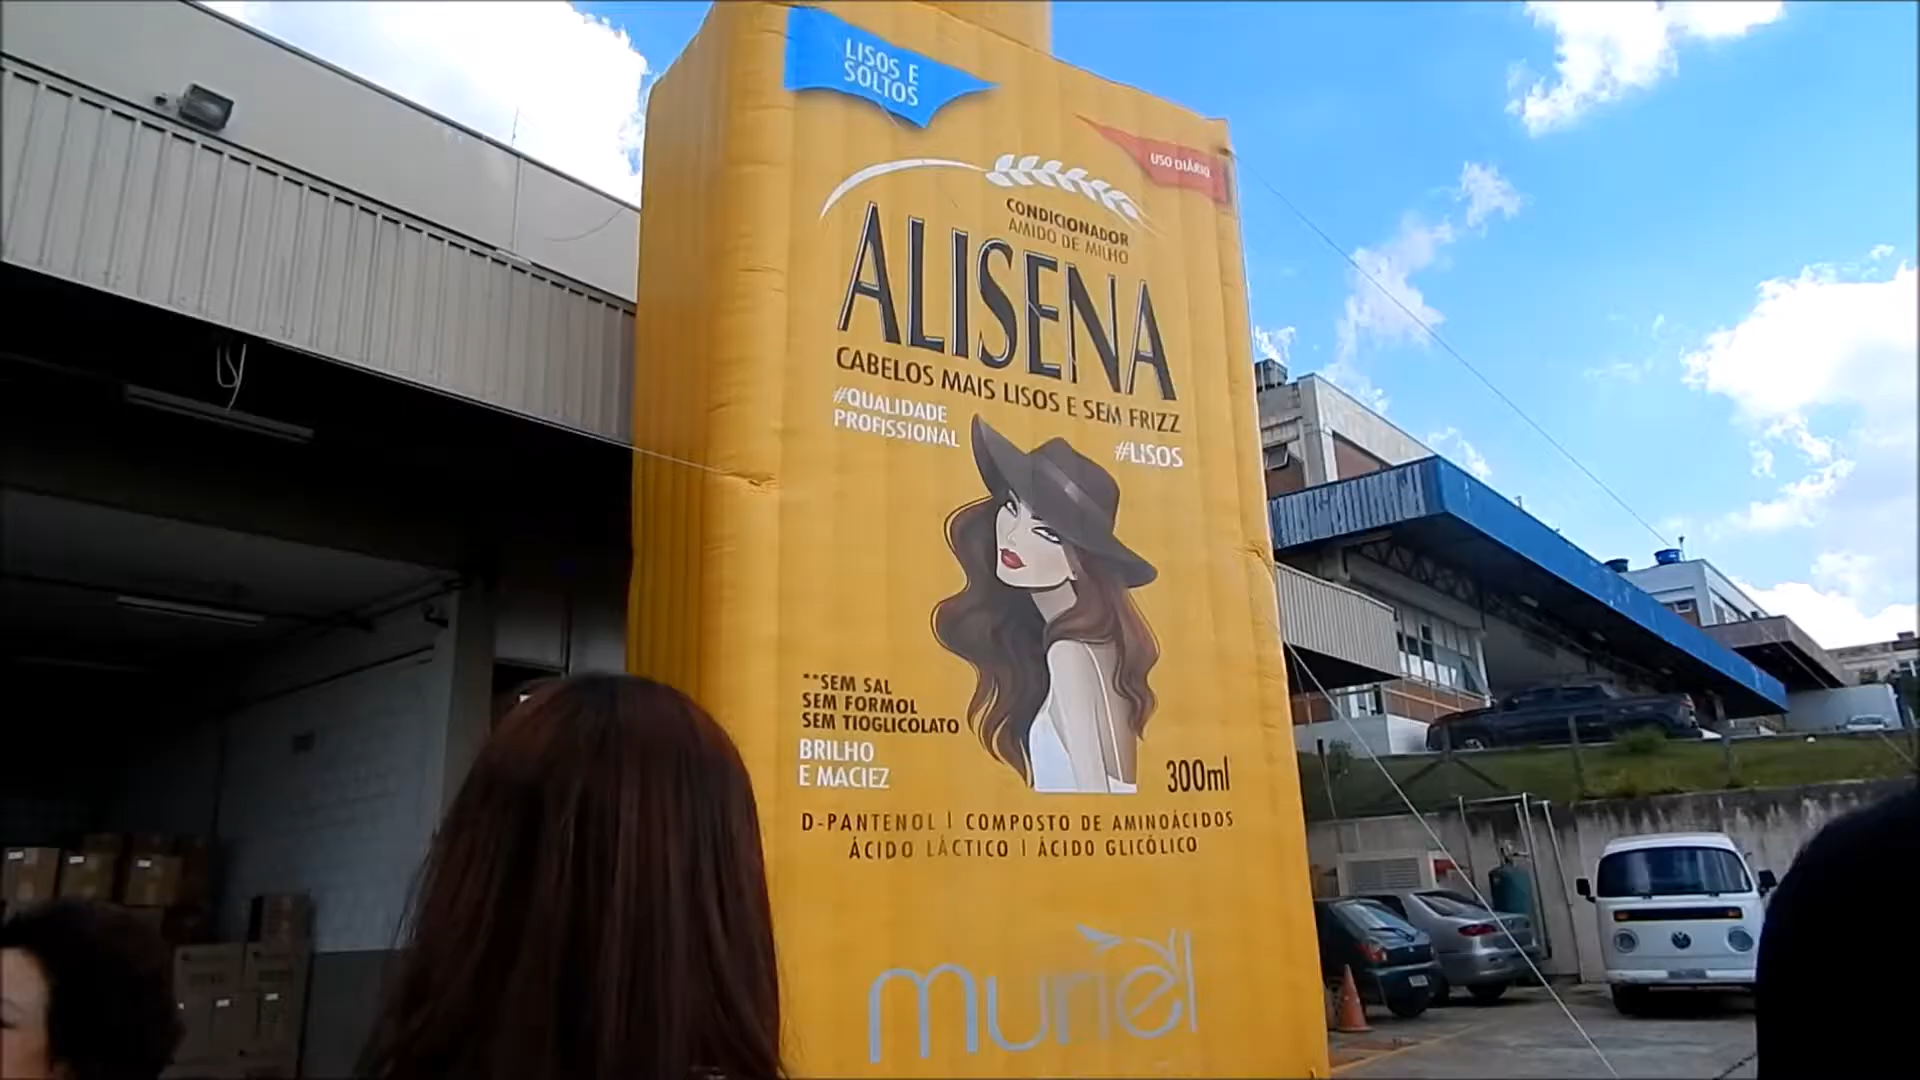 LISOS E
SOLTOS
USO DIÁRIO
CONDICIONADOR
AMIDO DE MILHO
ALISENA
CABELOS MAIS LISOS E SEM FRIZZ
#QUALIDADE
PROFISSIONAL
#LISOS
**SEM SAL
SEM FORMOL
SEM TIOGLICOLATO
BRILHO
E MACIEZ
300ml
D-PANTENOL | COMPOSTO DE AMINOÁCIDOS
ÁCIDO LÁCTICO | ÁCIDO GLICÓLICO
muriel